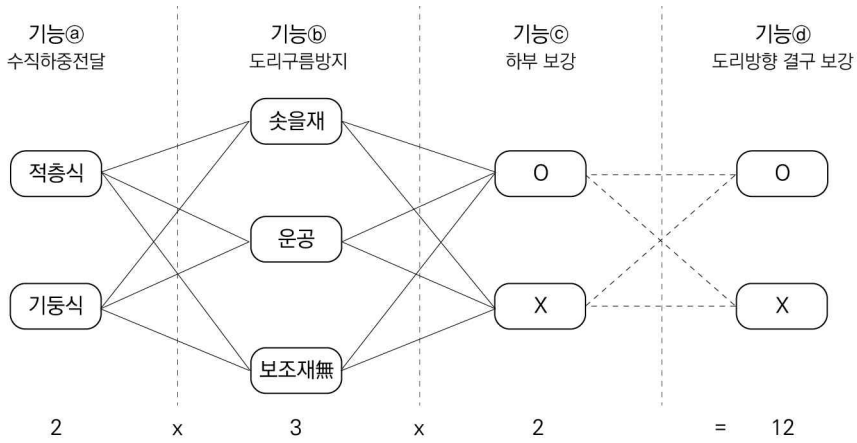 기능ⓐ 기능ⓑ 기능ⓒ 기능ⓓ
수직하중전달 도리구름방지 하부 보강 도리방향 결구 보강
솟을재
적층식 O O
운공
기둥식 X X
보조재無
2 x 3 x 2 = 12